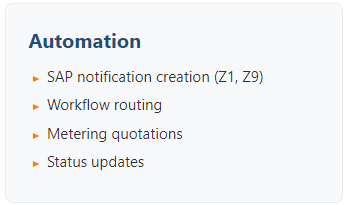 Automation
▸ SAP notification creation (Z1, Z9)
▸ Workflow routing
▸ Metering quotations
▸ Status updates